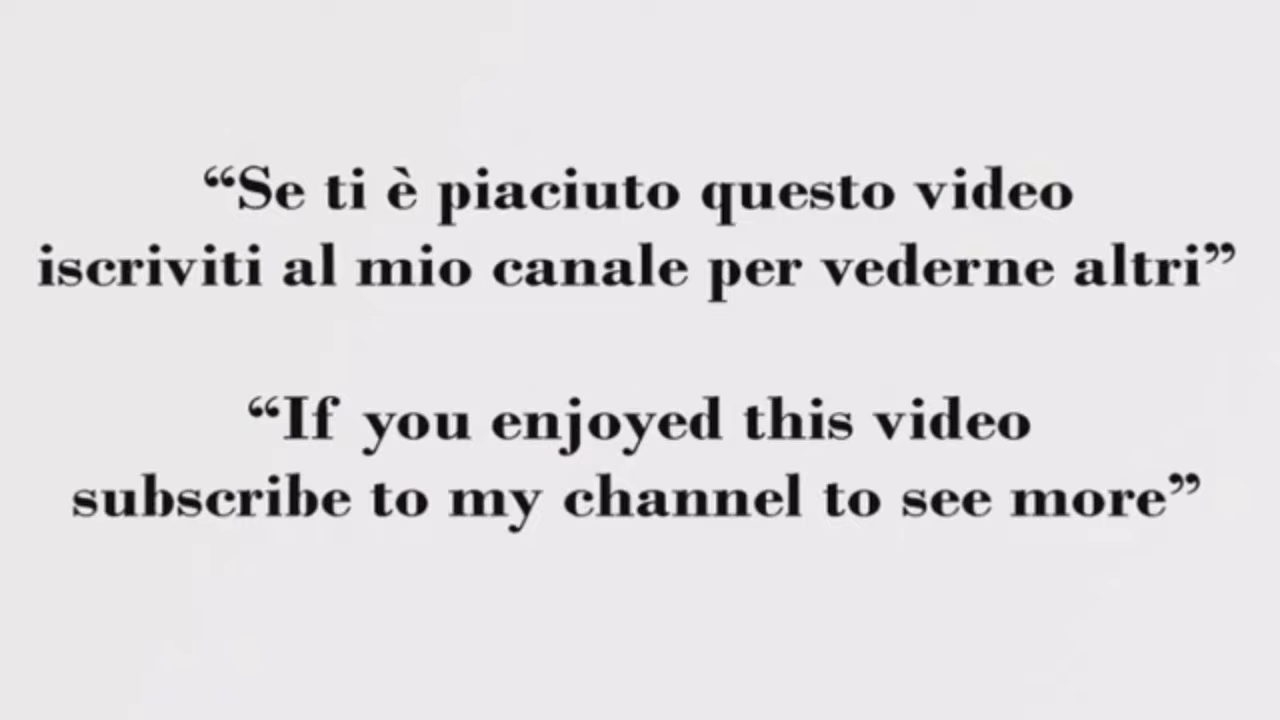 “Se ti è piaciuto questo video
iscriviti al mio canale per vederne altri”
“If you enjoyed this video
subscribe to my channel to see more”